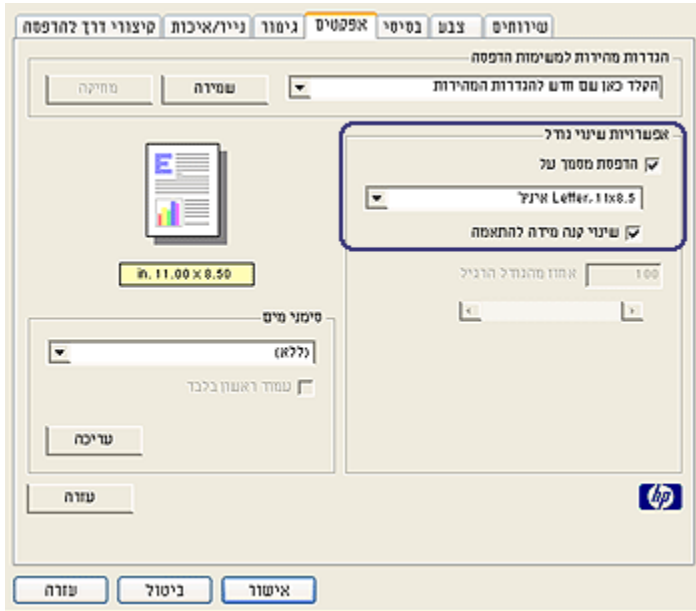 שירותים צבע בסיסי אפקטים גימור נייר/איכות קיצורי דרך להדפסה
הגדרות מהירות למשימות הדפסה
הקלד כאן שם חדש להגדרות המהירות שמירה מחיקה
אפשרויות שינוי גודל
הדפסת מסמך על
Letter, 11x8.5 אינץ'
שינוי קנה מידה להתאמה
100 אחוז מהגודל הרגיל
E
in. 11.00 × 8.50
סימני מים
(ללא)
עמוד ראשון בלבד
עריכה
עזרה
hp
אישור ביטול עזרה